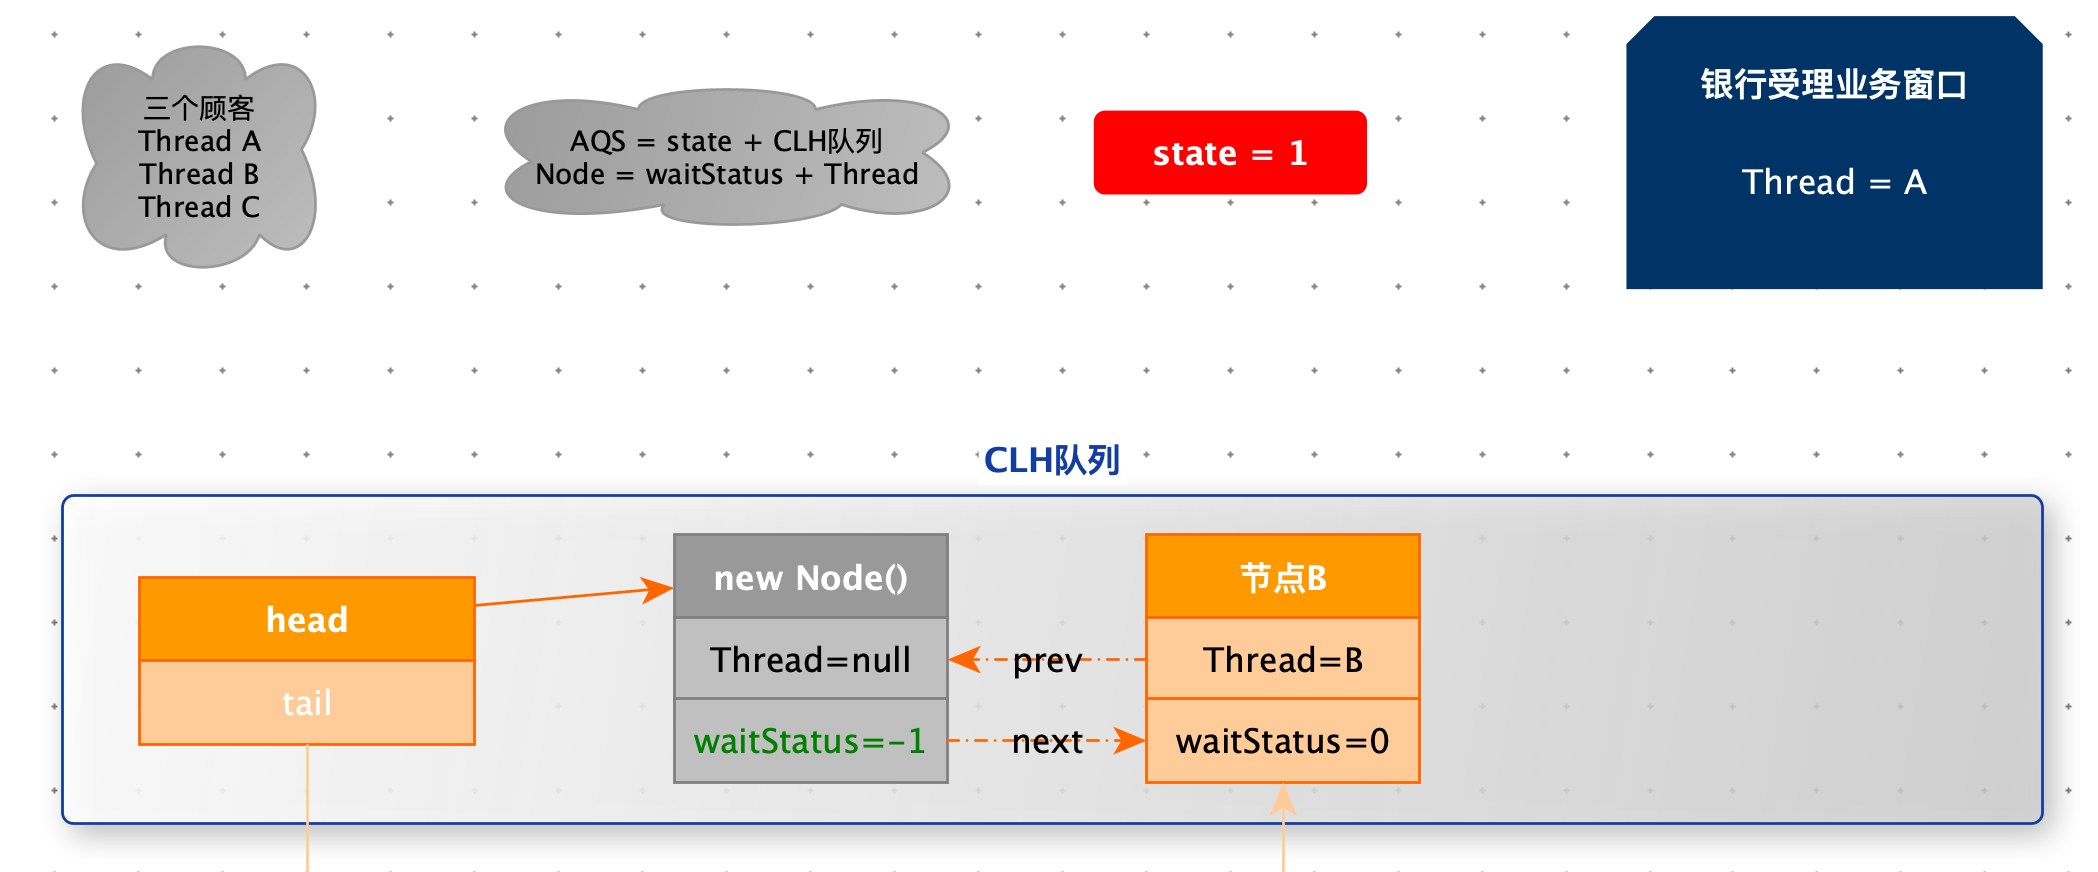 三个顾客
Thread A
Thread B
Thread C
AQS = state + CLH队列
Node = waitStatus + Thread
state = 1
银行受理业务窗口
Thread = A
CLH队列
head
tail
new Node()
Thread=null
waitStatus=-1
prev
next
节点B
Thread=B
waitStatus=0